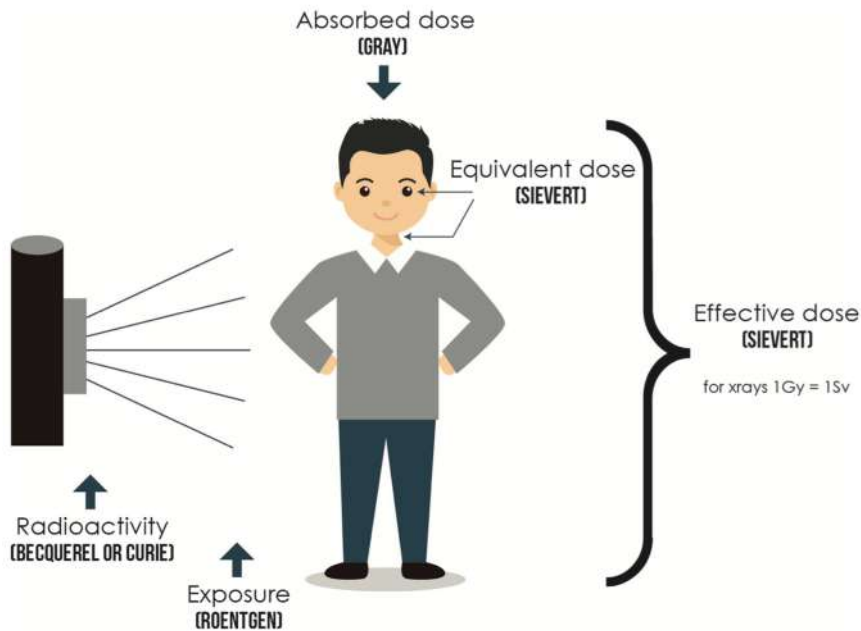 Absorbed dose
(GRAY)
Equivalent dose
(SIEVERT)
Effective dose
(SIEVERT)
for xrays 1Gy = 1Sv
Radioactivity
(BECQUEREL OR CURIE)
Exposure
(ROENTGEN)